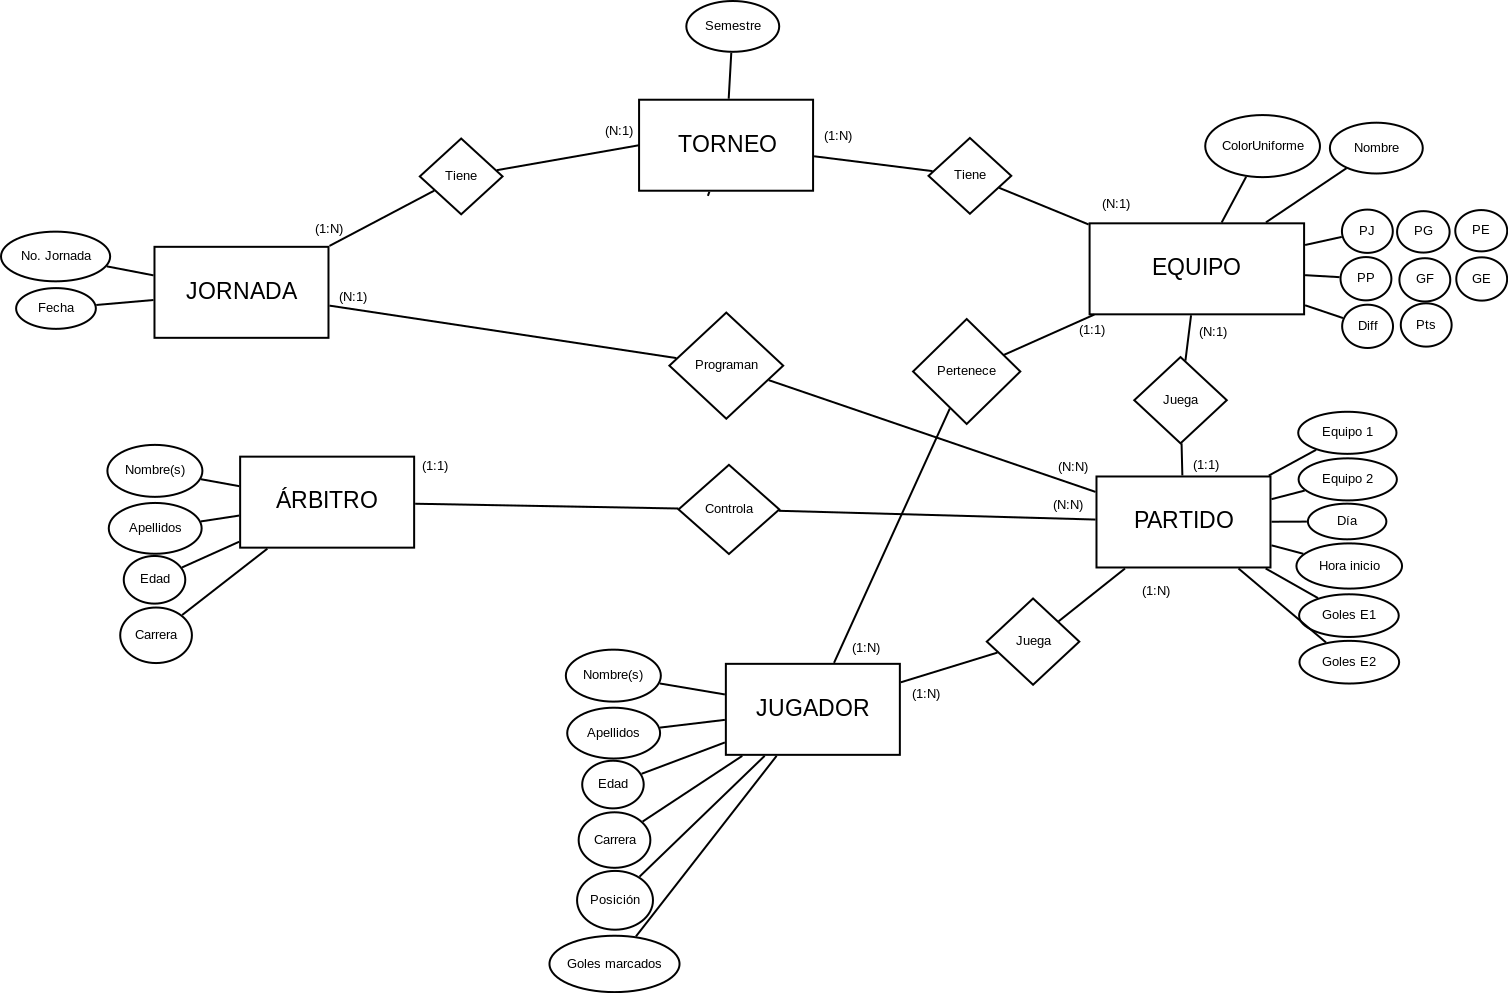 Semestre
TORNEO
(N:1)
(1:N)
Tiene
Tiene
ColorUniforme
Nombre
(1:N)
(N:1)
No. Jornada
Fecha
JORNADA
(N:1)
EQUIPO
PJ
PG
PE
PP
GF
GE
Diff
Pts
(1:1)
(N:1)
Programan
Pertenece
Juega
Nombre(s)
Apellidos
Edad
Carrera
ÁRBITRO
(1:1)
Controla
(N:N)
(N:N)
(1:1)
PARTIDO
Equipo 1
Equipo 2
Día
Hora inicio
Goles E1
Goles E2
(1:N)
(1:N)
Juega
(1:N)
JUGADOR
Nombre(s)
Apellidos
Edad
Carrera
Posición
Goles marcados